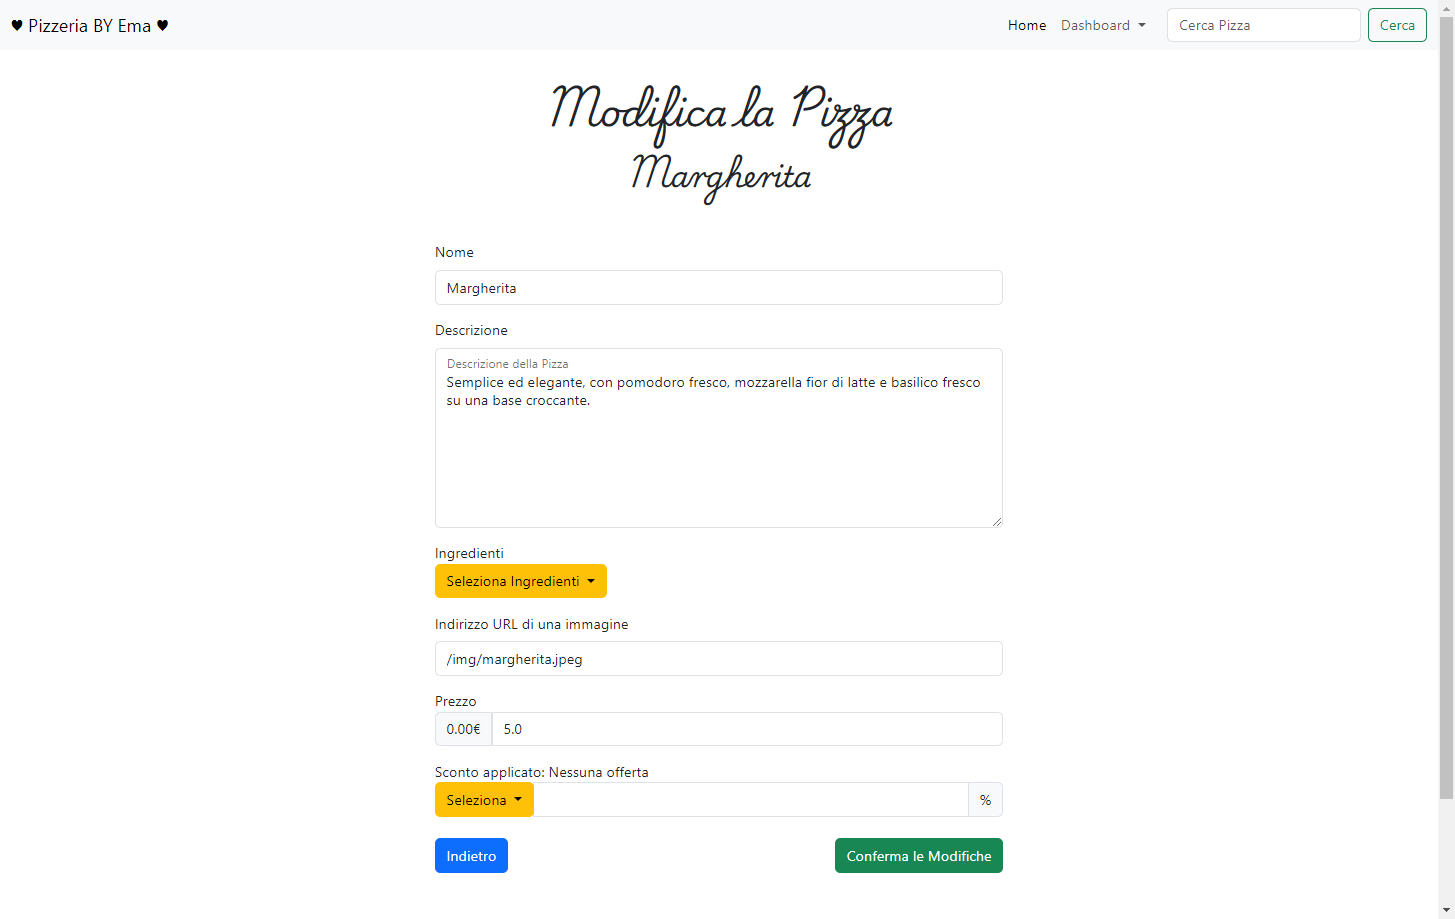 ♥ Pizzeria BY Ema ♥
Home
Dashboard
Cerca Pizza
Cerca
Modifica la Pizza
Margherita
Nome
Margherita
Descrizione
Descrizione della Pizza
Semplice ed elegante, con pomodoro fresco, mozzarella fior di latte e basilico fresco
su una base croccante.
Ingredienti
Seleziona Ingredienti
Indirizzo URL di una immagine
/img/margherita.jpeg
Prezzo
0.00€
5.0
Sconto applicato: Nessuna offerta
Seleziona
%
Indietro
Conferma le Modifiche